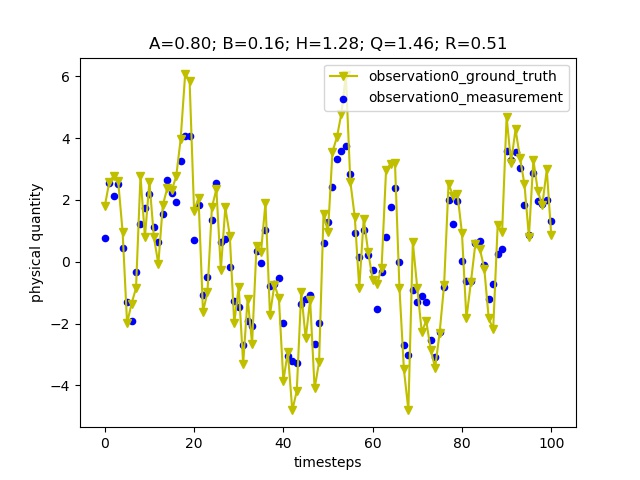 A=0.80; B=0.16; H=1.28; Q=1.46; R=0.51
observation0_ground_truth
observation0_measurement
physical quantity
6
4
2
0
−2
−4
0 20 40 60 80 100
timesteps